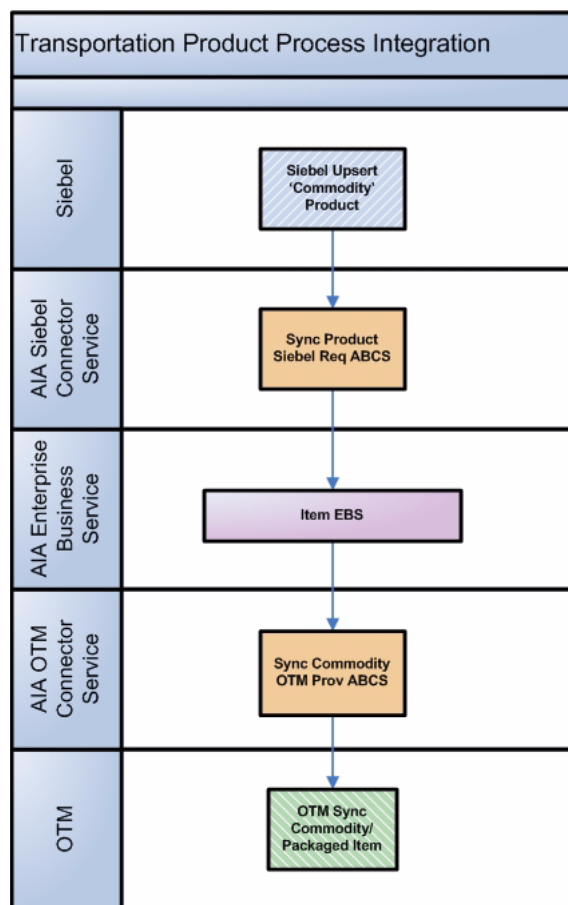 Transportation Product Process Integration
Siebel
Siebel Upsert
'Commodity'
Product
AIA Siebel
Connector
Service
Sync Product
Siebel Req ABCS
AIA Enterprise
Business
Service
Item EBS
AIA OTM
Connector
Service
Sync Commodity
OTM Prov ABCS
OTM
OTM Sync
Commodity/
Packaged Item